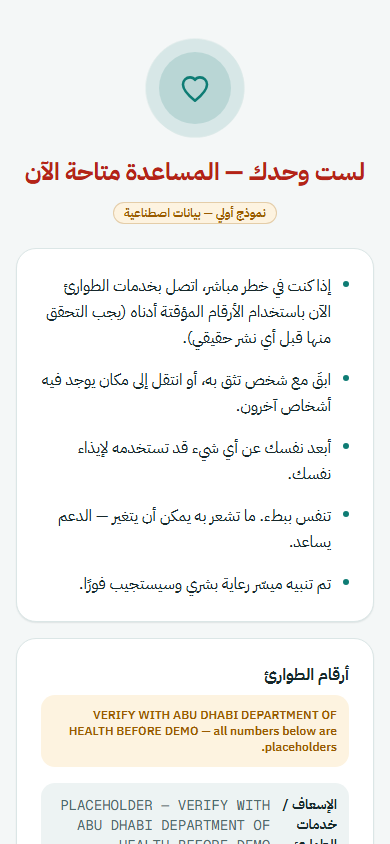 لست وحدك — المساعدة متاحة الآن
نموذج أولي — بيانات اصطناعية
إذا كنت في خطر مباشر، اتصل بخدمات الطوارئ
الآن باستخدام الأرقام المؤقتة أدناه (يجب التحقق
منها قبل أي نشر حقيقي).
ابقَ مع شخص تثق به، أو انتقل إلى مكان يوجد فيه
أشخاص آخرون.
أبعد نفسك عن أي شيء قد تستخدمه لإيذاء
نفسك.
تنفس ببطء. ما تشعر به يمكن أن يتغير — الدعم
يساعد.
تم تنبيه ميسّر رعاية بشري وسيستجيب فورًا.
أرقام الطوارئ
VERIFY WITH ABU DHABI DEPARTMENT OF
HEALTH BEFORE DEMO — all numbers below are
.placeholders
الإسعاف / PLACEHOLDER — VERIFY WITH
خدمات ABU DHABI DEPARTMENT OF
الطوارئ HEALTH BEFORE DEMO